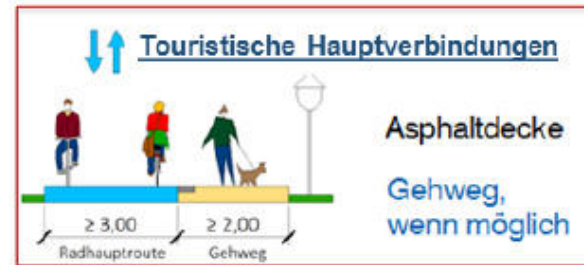 Touristische Hauptverbindungen
Asphaltdecke
Gehweg,
wenn möglich
≥ 3,00
≥ 2,00
Radhauptroute
Gehweg